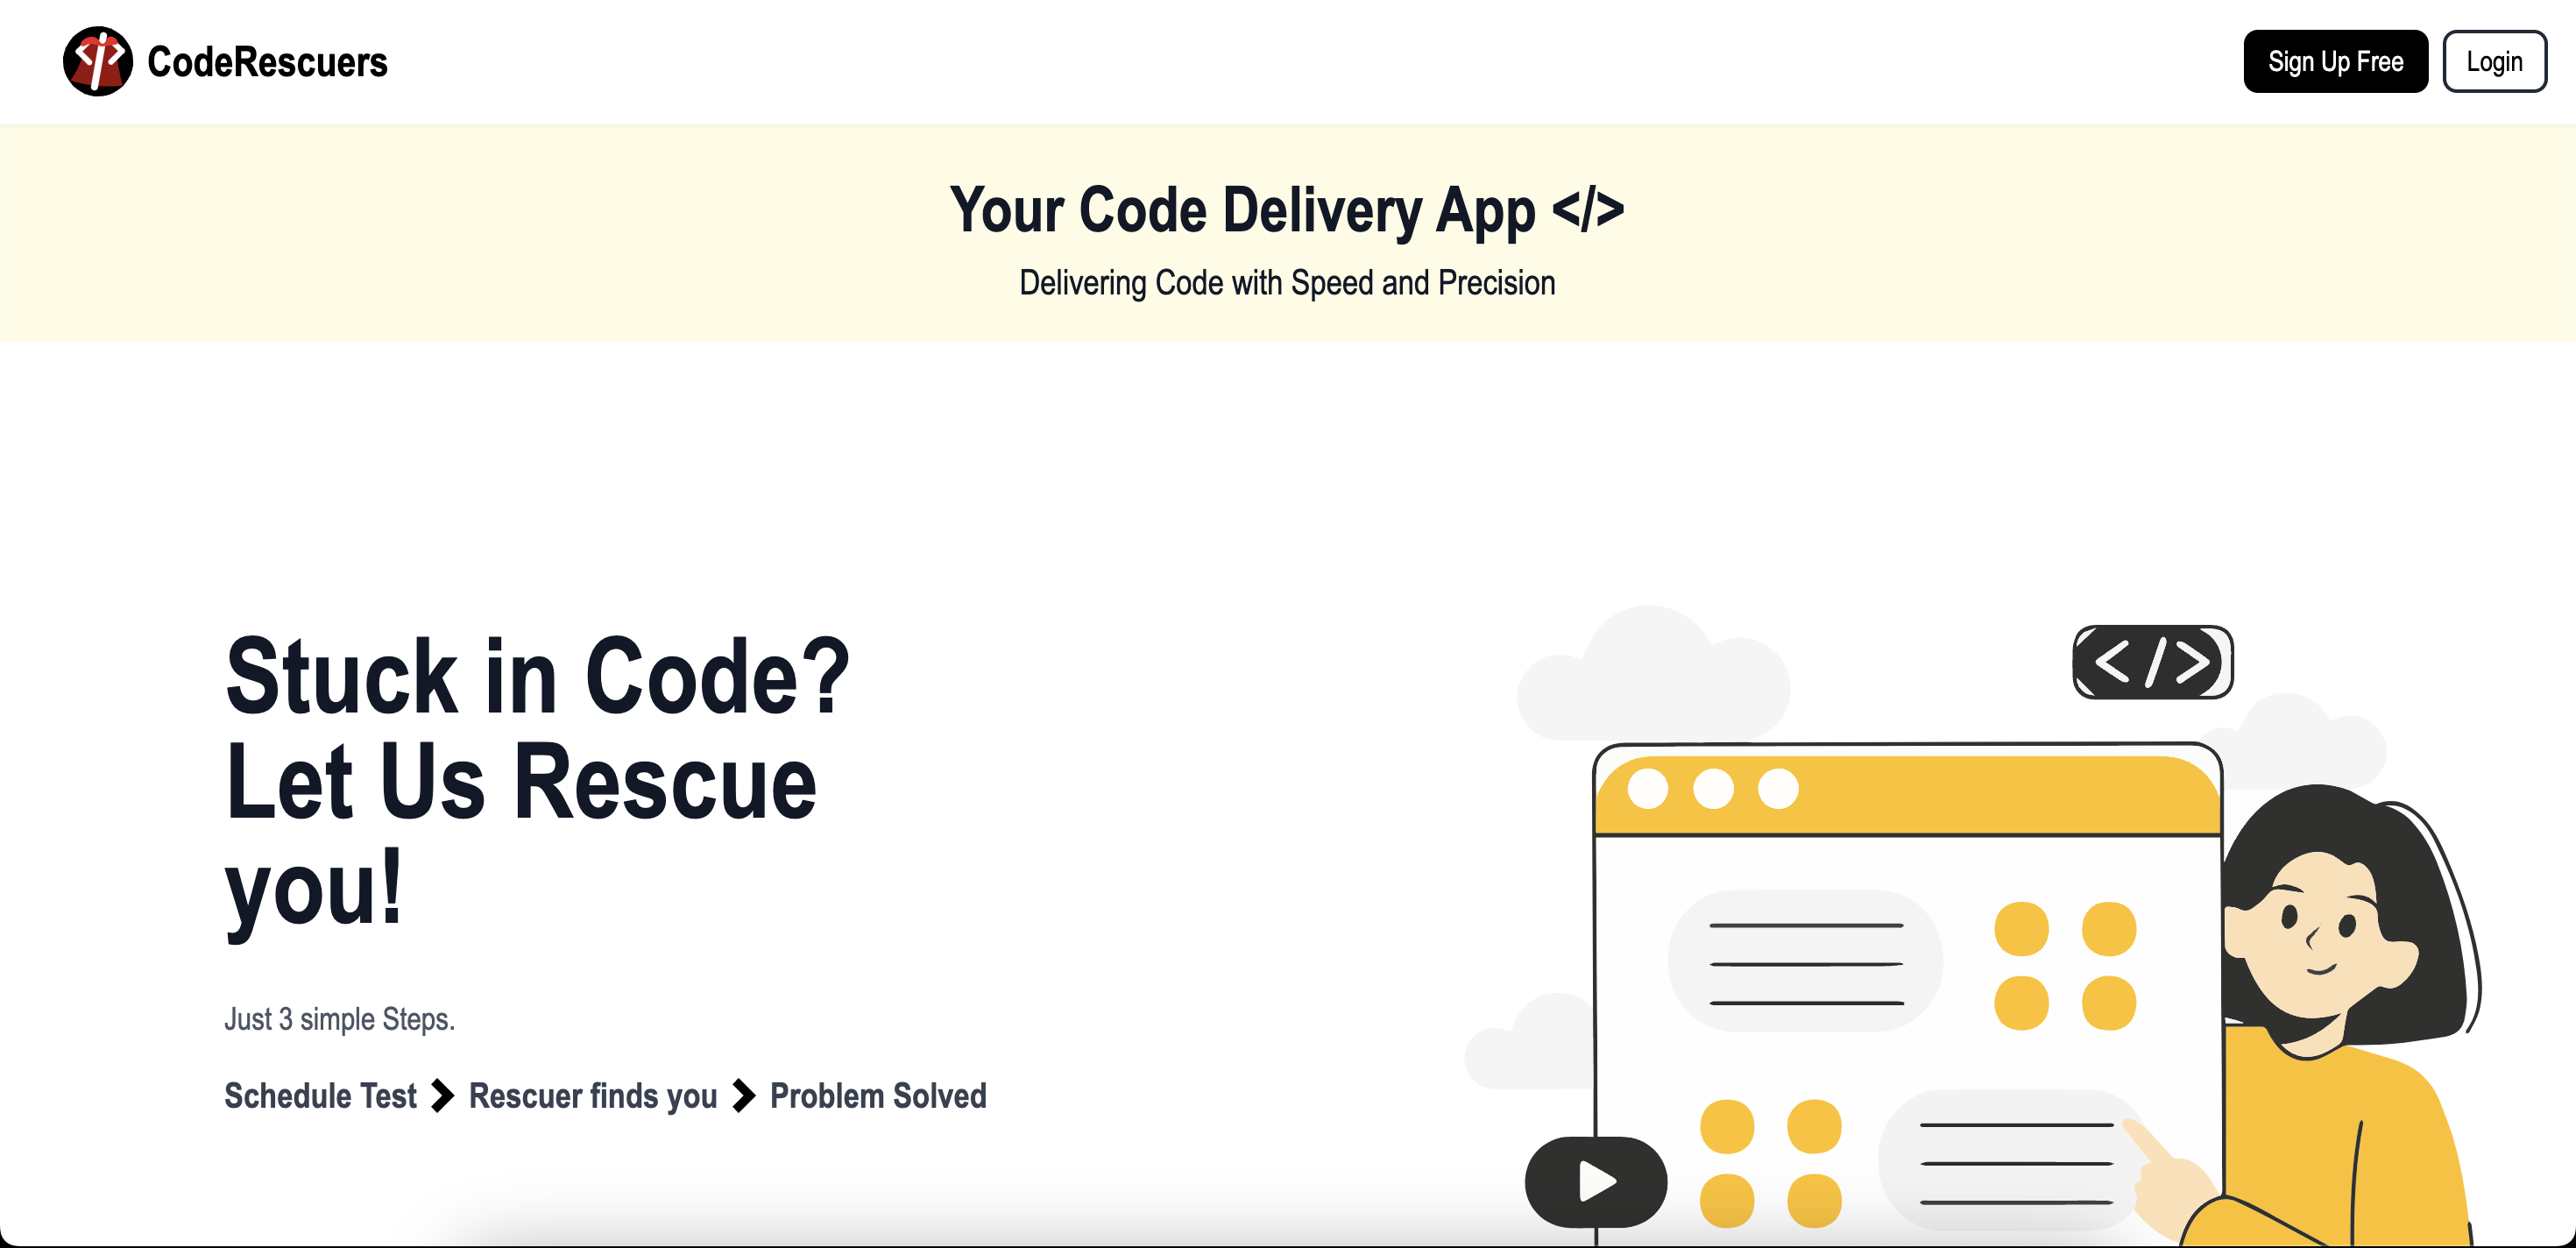 CodeRescuers
Sign Up Free
Login
Your Code Delivery App </>
Delivering Code with Speed and Precision
</>
Stuck in Code?
Let Us Rescue
you!
Just 3 simple Steps.
Schedule Test > Rescuer finds you > Problem Solved